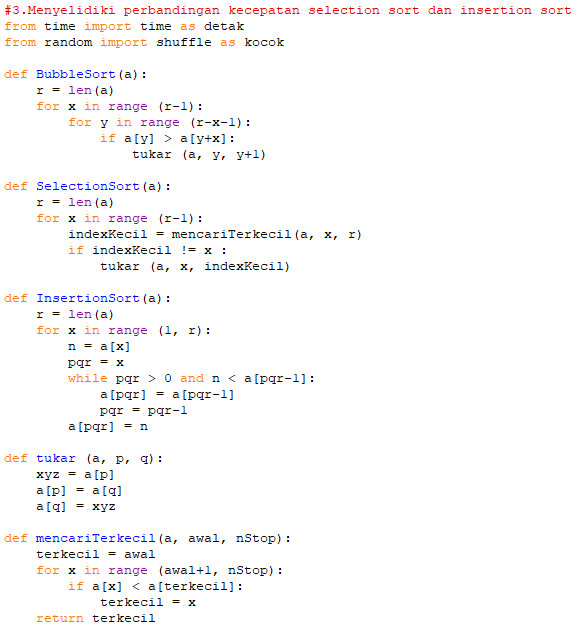 #3.Menyelidiki perbandingan kecepatan selection sort dan insertion sort
from time import time as detak
from random import shuffle as kocok

def BubbleSort(a):
    r = len(a)
    for x in range (r-1):
        for y in range (r-x-1):
            if a[y] > a[y+x]:
                tukar (a, y, y+1)

def SelectionSort(a):
    r = len(a)
    for x in range (r-1):
        indexKecil = mencariTerkecil(a, x, r)
        if indexKecil != x :
            tukar (a, x, indexKecil)

def InsertionSort(a):
    r = len(a)
    for x in range (1, r):
        n = a[x]
        pqr = x
        while pqr > 0 and n < a[pqr-1]:
            a[pqr] = a[pqr-1]
            pqr = pqr-1
        a[pqr] = n

def tukar (a, p, q):
    xyz = a[p]
    a[p] = a[q]
    a[q] = xyz

def mencariTerkecil(a, awal, nStop):
    terkecil = awal
    for x in range (awal+1, nStop):
        if a[x] < a[terkecil]:
            terkecil = x
    return terkecil